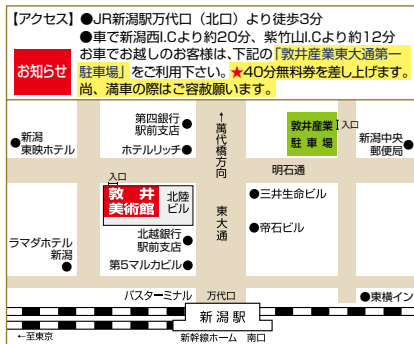 【アクセス】●JR新潟駅万代口（北口）より徒歩3分
●車で新潟西I.Cより約20分、紫竹山I.Cより約12分
お知らせ
お車でお越しのお客様は、下記の「敦井産業東大通第一
駐車場」をご利用下さい。★40分無料券を差し上げます。
尚、満車の際はご容赦願います。
●新潟
東映ホテル
第四銀行
駅前支店●
ホテルリッチ●
←萬代橋方向
敦井産業
駐車場
←入口
新潟中央
郵便局●
明石通
入口
敦井
美術館
北陸
ビル
東大通
●三井生命ビル
●帝石ビル
北越銀行
駅前支店●
第5マルカビル●
ラマダホテル
新潟●
バスターミナル
万代口
●東横イン
新潟駅
←至東京
新幹線ホーム
南口